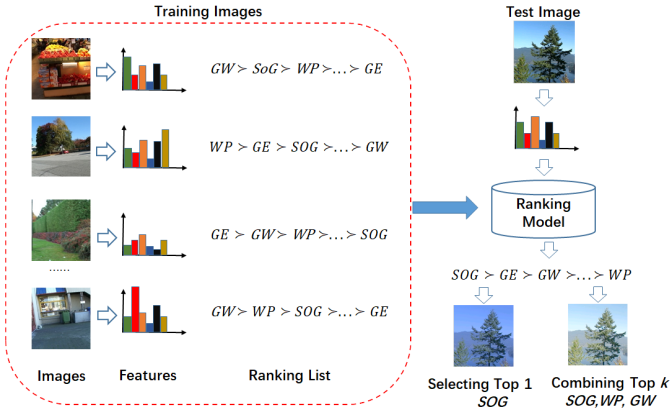 Training Images
GW ≻ SoG ≻ WP ≻ … ≻ GE
WP ≻ GE ≻ SOG ≻ … ≻ GW
GE ≻ GW ≻ WP ≻ … ≻ SOG
……
GW ≻ WP ≻ SOG ≻ … ≻ GE
Images
Features
Ranking List
Test Image
Ranking
Model
SOG ≻ GE ≻ GW ≻ … ≻ WP
Selecting Top 1
SOG
Combining Top k
SOG,WP, GW